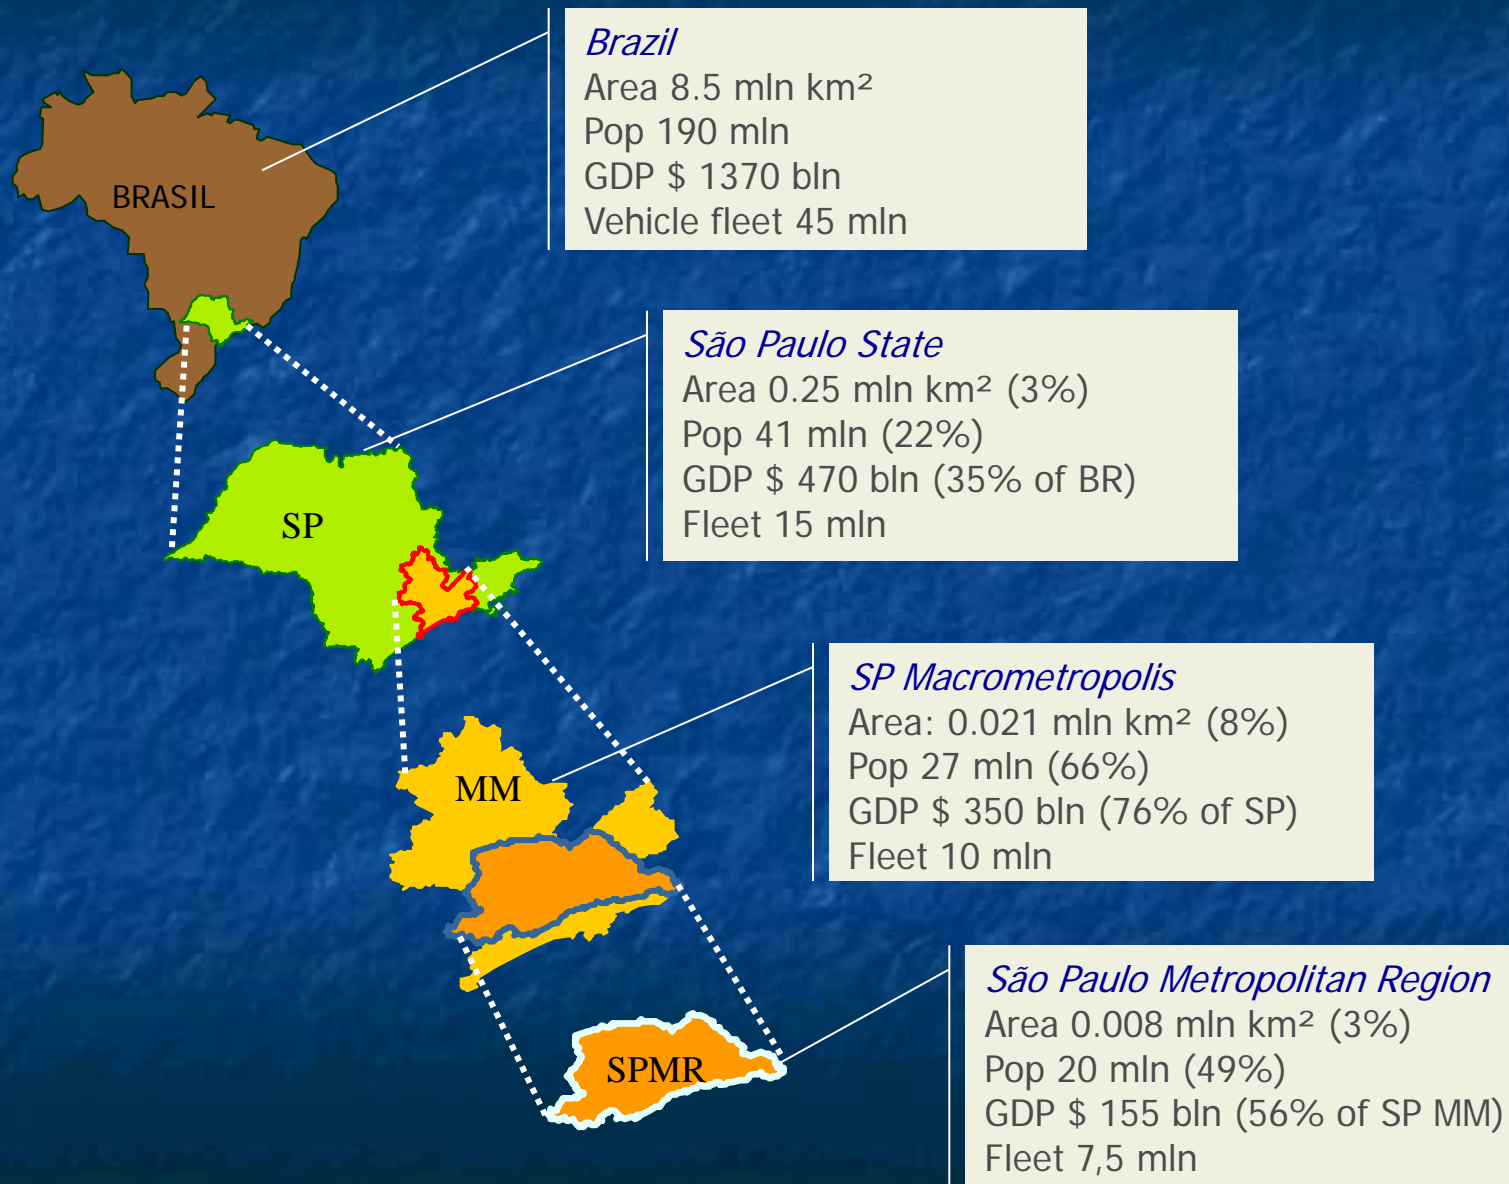 Brazil
Area 8.5 mln km²
Pop 190 mln
GDP $ 1370 bln
Vehicle fleet 45 mln
BRASIL
São Paulo State
Area 0.25 mln km² (3%)
Pop 41 mln (22%)
GDP $ 470 bln (35% of BR)
Fleet 15 mln
SP
SP Macrometropolis
Area: 0.021 mln km² (8%)
Pop 27 mln (66%)
GDP $ 350 bln (76% of SP)
Fleet 10 mln
MM
São Paulo Metropolitan Region
Area 0.008 mln km² (3%)
Pop 20 mln (49%)
GDP $ 155 bln (56% of SP MM)
Fleet 7,5 mln
SPMR